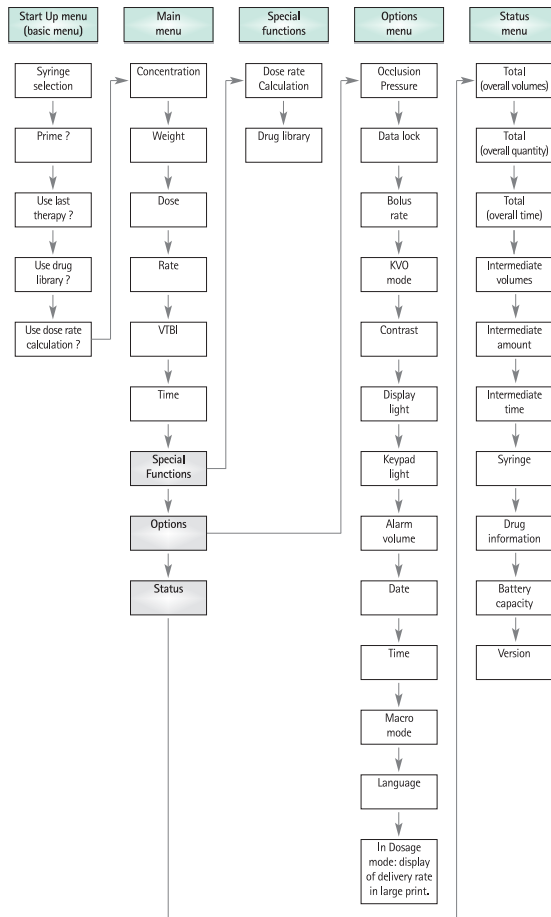 Start Up menu
(basic menu)
Syringe
selection
Prime ?
Use last
therapy ?
Use drug
library ?
Use dose rate
calculation ?
Main
menu
Concentration
Weight
Dose
Rate
VTBI
Time
Special
Functions
Options
Status
Special
functions
Dose rate
Calculation
Drug library
Options
menu
Occlusion
Pressure
Data lock
Bolus
rate
KVO
mode
Contrast
Display
light
Keypad
light
Alarm
volume
Date
Time
Macro
mode
Language
In Dosage
mode: display
of delivery rate
in large print.
Status
menu
Total
(overall volumes)
Total
(overall quantity)
Total
(overall time)
Intermediate
volumes
Intermediate
amount
Intermediate
time
Syringe
Drug
information
Battery
capacity
Version